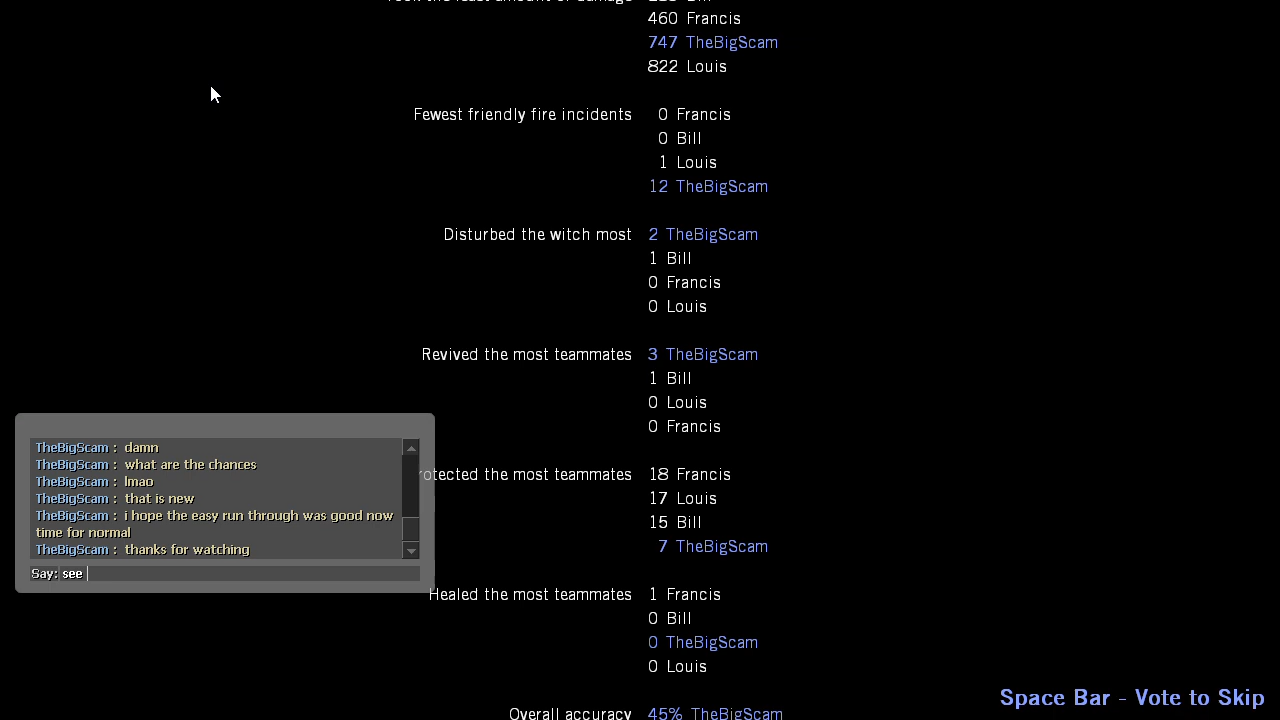 460 Francis
747 TheBigScam
822 Louis
Fewest friendly fire incidents 0 Francis
0 Bill
1 Louis
12 TheBigScam
Disturbed the witch most 2 TheBigScam
1 Bill
0 Francis
0 Louis
Revived the most teammates 3 TheBigScam
1 Bill
0 Louis
0 Francis
TheBigScam : damn
TheBigScam : what are the chances
TheBigScam : lmao
TheBigScam : that is new
TheBigScam : i hope the easy run through was good now
time for normal
TheBigScam : thanks for watching
Say: see
rotected the most teammates 18 Francis
17 Louis
15 Bill
7 TheBigScam
Healed the most teammates 1 Francis
0 Bill
0 TheBigScam
0 Louis
Overall accuracy 45% TheBigScam
Space Bar - Vote to Skip